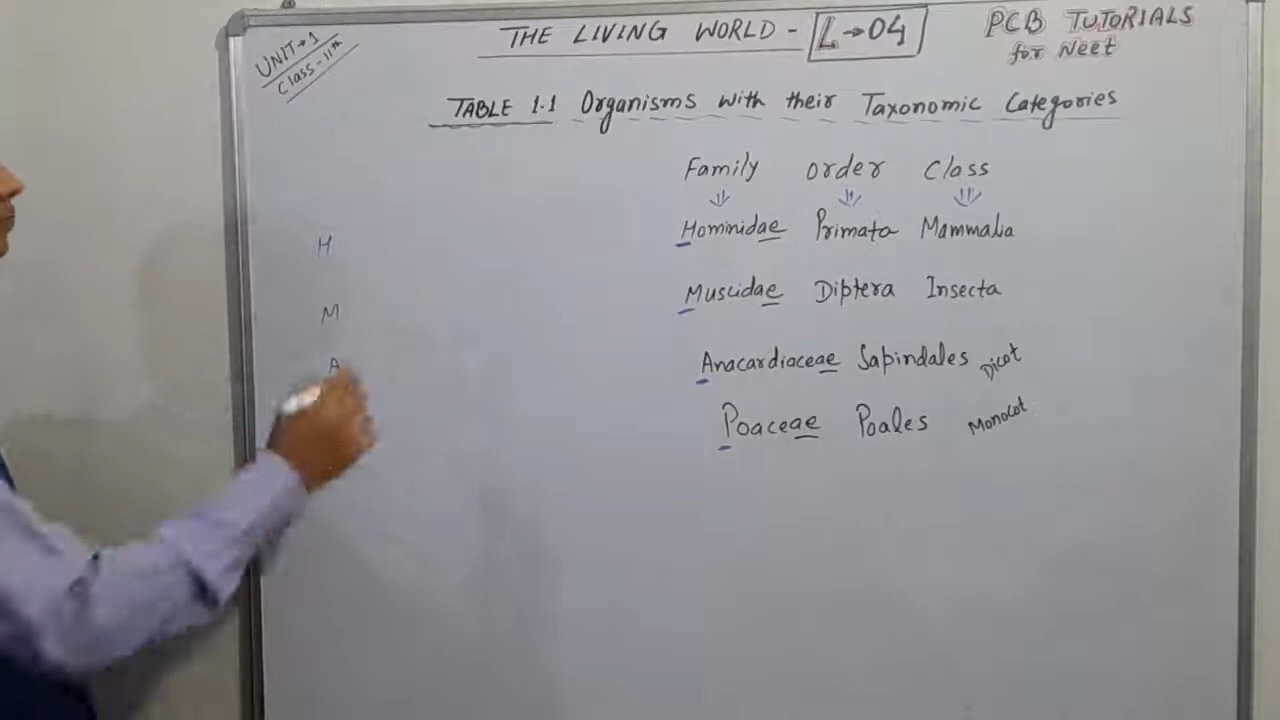 UNIT→1
Class-11th
THE LIVING WORLD - L→04
PCB TUTORIALS
for Neet
TABLE 1.1 Organisms with their Taxonomic Categories
Family order Class
Hominidae Primata Mammalia
H
Muscidae Diptera Insecta
M
Anacardiaceae Sapindales Dicot
A
Poaceae Poales Monocot